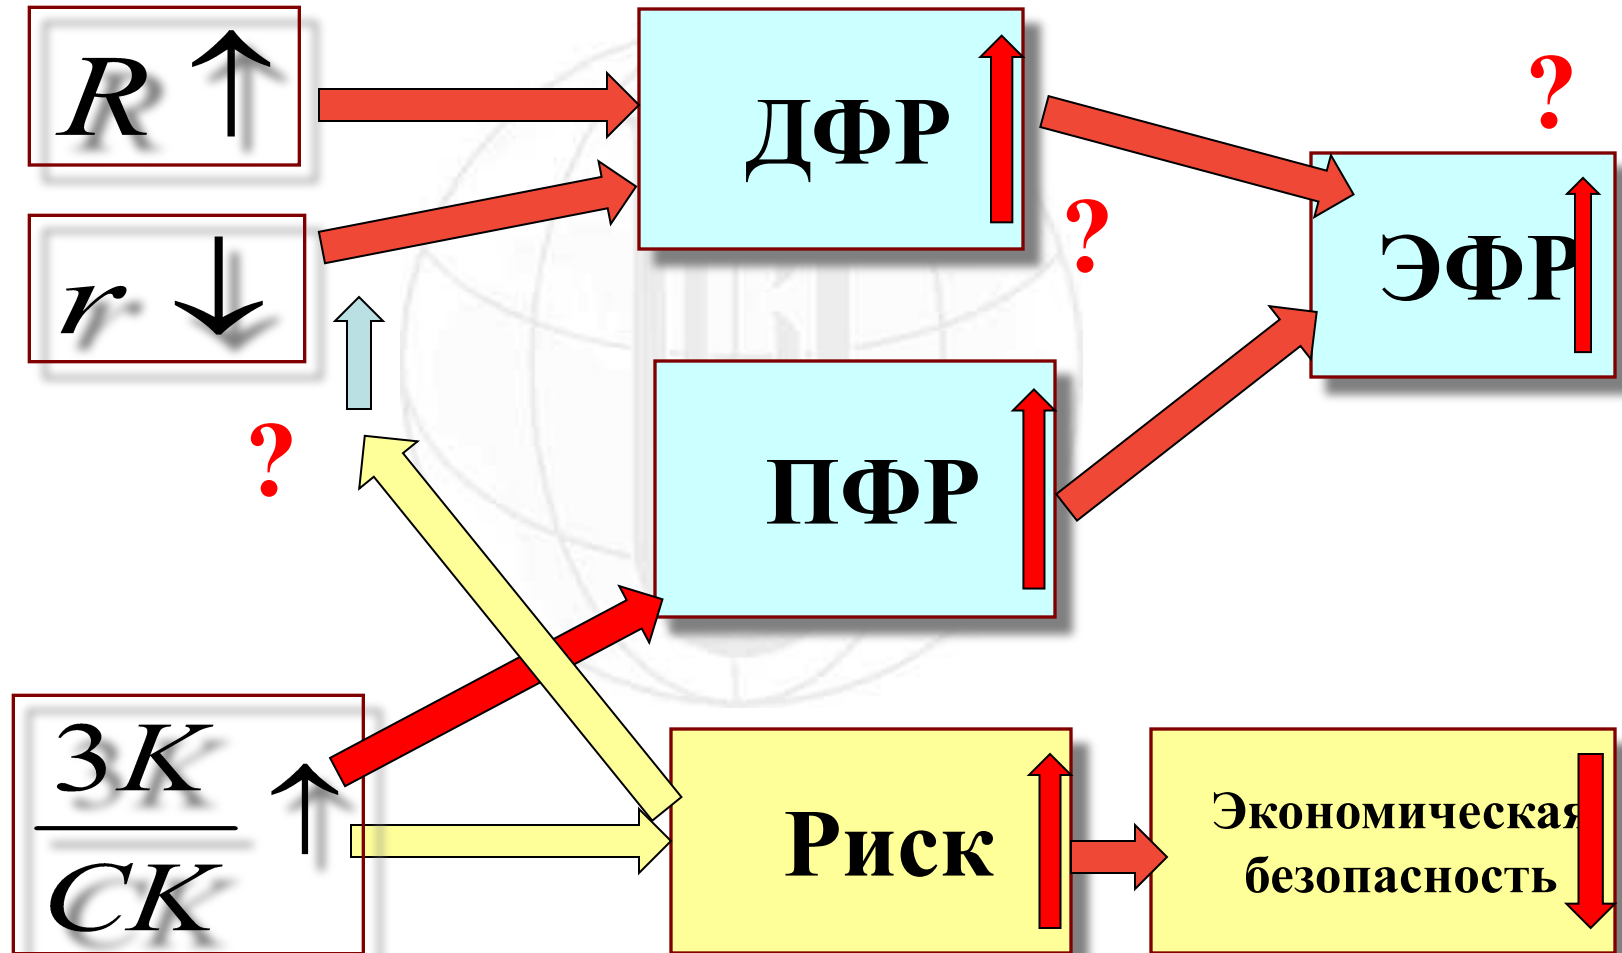 R ↑
ДФР
?
r ↓
?
ЭФР
?
ПФР
ЗК
СК
↑
Риск
Экономическая
безопасность